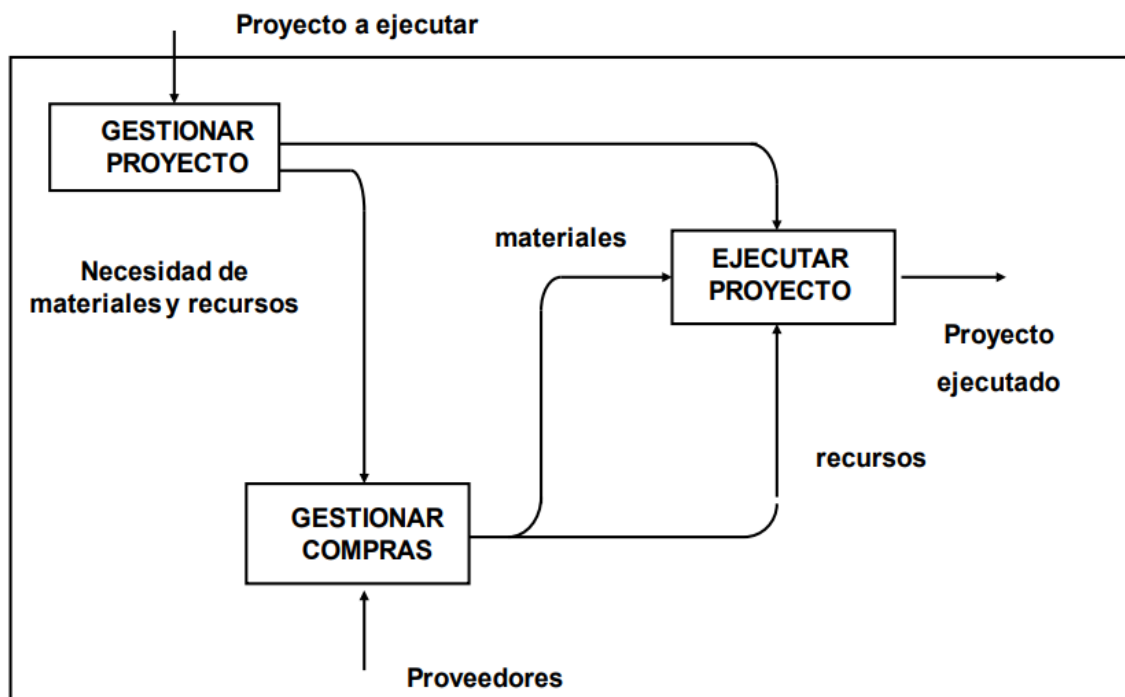 Proyecto a ejecutar
GESTIONAR
PROYECTO
materiales
EJECUTAR
PROYECTO
Necesidad de
materiales y recursos
Proyecto
ejecutado
recursos
GESTIONAR
COMPRAS
Proveedores